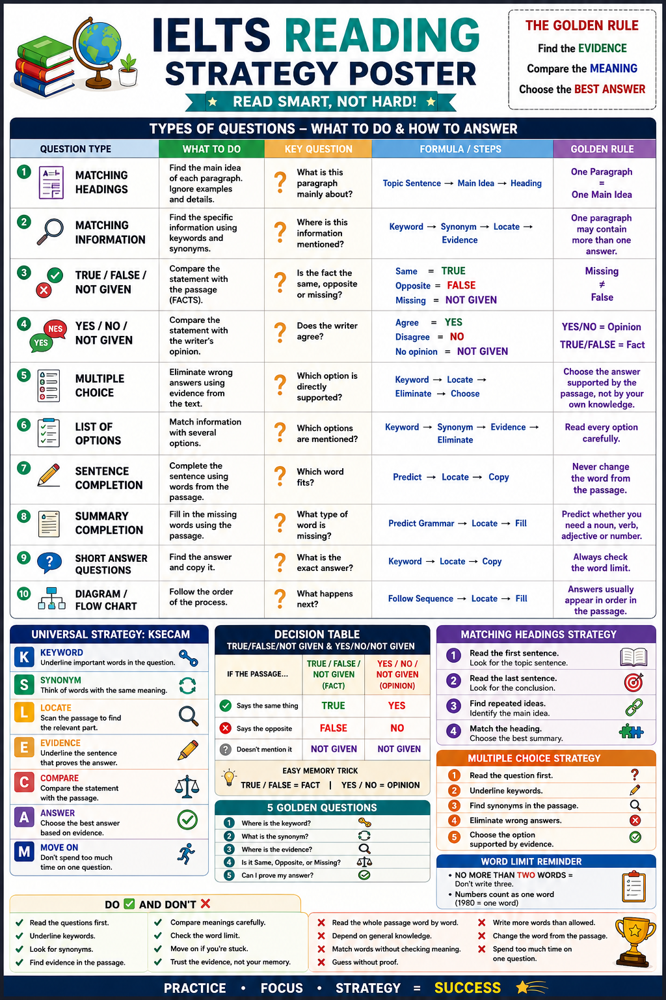 IELTS READING
STRATEGY POSTER
READ SMART, NOT HARD!
THE GOLDEN RULE
Find the EVIDENCE
Compare the MEANING
Choose the BEST ANSWER
TYPES OF QUESTIONS – WHAT TO DO & HOW TO ANSWER
QUESTION TYPE
WHAT TO DO
KEY QUESTION
FORMULA / STEPS
GOLDEN RULE
1
MATCHING
HEADINGS
Find the main idea
of each paragraph.
Ignore examples
and details.
?
What is this
paragraph
mainly about?
Topic Sentence → Main Idea → Heading
One Paragraph
=
One Main Idea
2
MATCHING
INFORMATION
Find the specific
information using
keywords and
synonyms.
?
Where is this
information
mentioned?
Keyword → Synonym → Locate →
Evidence
One paragraph
may contain
more than one
answer.
3
TRUE / FALSE /
NOT GIVEN
Compare the
statement with
the passage
(FACTS).
?
Is the fact the
same, opposite
or missing?
Same = TRUE
Opposite = FALSE
Missing = NOT GIVEN
Missing
≠
False
4
NES
YES
YES / NO /
NOT GIVEN
Compare the
statement with
the writer's
opinion.
?
Does the writer
agree?
Agree = YES
Disagree = NO
No opinion = NOT GIVEN
YES/NO = Opinion
TRUE/FALSE = Fact
5
MULTIPLE
CHOICE
Eliminate wrong
answers using
evidence from
the text.
?
Which option is
directly
supported?
Keyword → Locate →
Eliminate → Choose
Choose the answer
supported by the
passage, not by your
own knowledge.
6
LIST OF
OPTIONS
Match information
with several
options.
?
Which options
are mentioned?
Keyword → Synonym → Evidence →
Eliminate
Read every option
carefully.
7
SENTENCE
COMPLETION
Complete the
sentence using
words from the
passage.
?
Which word
fits?
Predict → Locate → Copy
Never change
the word from
the passage.
8
SUMMARY
COMPLETION
Fill in the missing
words using the
passage.
?
What type of
word is
missing?
Predict Grammar → Locate → Fill
Predict whether you
need a noun, verb,
adjective or number.
9
?
SHORT ANSWER
QUESTIONS
Find the answer
and copy it.
?
What is the
exact answer?
Keyword → Locate → Copy
Always check
the word limit.
10
DIAGRAM /
FLOW CHART
Follow the order
of the process.
?
What happens
next?
Follow Sequence → Locate → Fill
Answers usually
appear in order in
the passage.
UNIVERSAL STRATEGY: KSECAM
K
KEYWORD
Underline important words in the question.
S
SYNONYM
Think of words with the same meaning.
L
LOCATE
Scan the passage to find
the relevant part.
E
EVIDENCE
Underline the sentence
that proves the answer.
C
COMPARE
Compare the statement
with the passage.
A
ANSWER
Choose the best answer
based on evidence.
M
MOVE ON
Don't spend too much
time on one question.
DECISION TABLE
TRUE/FALSE/NOT GIVEN & YES/NO/NOT GIVEN
IF THE PASSAGE...
TRUE / FALSE /
NOT GIVEN
(FACT)
YES / NO /
NOT GIVEN
(OPINION)
Says the same thing
TRUE
YES
Says the opposite
FALSE
NO
?
Doesn't mention it
NOT GIVEN
NOT GIVEN
EASY MEMORY TRICK
TRUE / FALSE = FACT | YES / NO = OPINION
5 GOLDEN QUESTIONS
1 Where is the keyword?
2 What is the synonym?
3 Where is the evidence?
4 Is it Same, Opposite, or Missing?
5 Can I prove my answer?
MATCHING HEADINGS STRATEGY
1
Read the first sentence.
Look for the topic sentence.
2
Read the last sentence.
Look for the conclusion.
3
Find repeated ideas.
Identify the main idea.
4
Match the heading.
Choose the best summary.
MULTIPLE CHOICE STRATEGY
1 Read the question first. ?
2 Underline keywords.
3 Find synonyms in the passage.
4 Eliminate wrong answers.
5 Choose the option
supported by evidence.
WORD LIMIT REMINDER
• NO MORE THAN TWO WORDS =
Don't write three.
• Numbers count as one word
(1980 = one word)
DO ✅ AND DON'T ❌
✓ Read the questions first.
✓ Underline keywords.
✓ Look for synonyms.
✓ Find evidence in the passage.
✓ Compare meanings carefully.
✓ Check the word limit.
✓ Move on if you're stuck.
✓ Trust the evidence, not your memory.
✗ Read the whole passage word by word.
✗ Depend on general knowledge.
✗ Match words without checking meaning.
✗ Guess without proof.
✗ Write more words than allowed.
✗ Change the word from the passage.
✗ Spend too much time on
one question.
PRACTICE • FOCUS • STRATEGY = SUCCESS